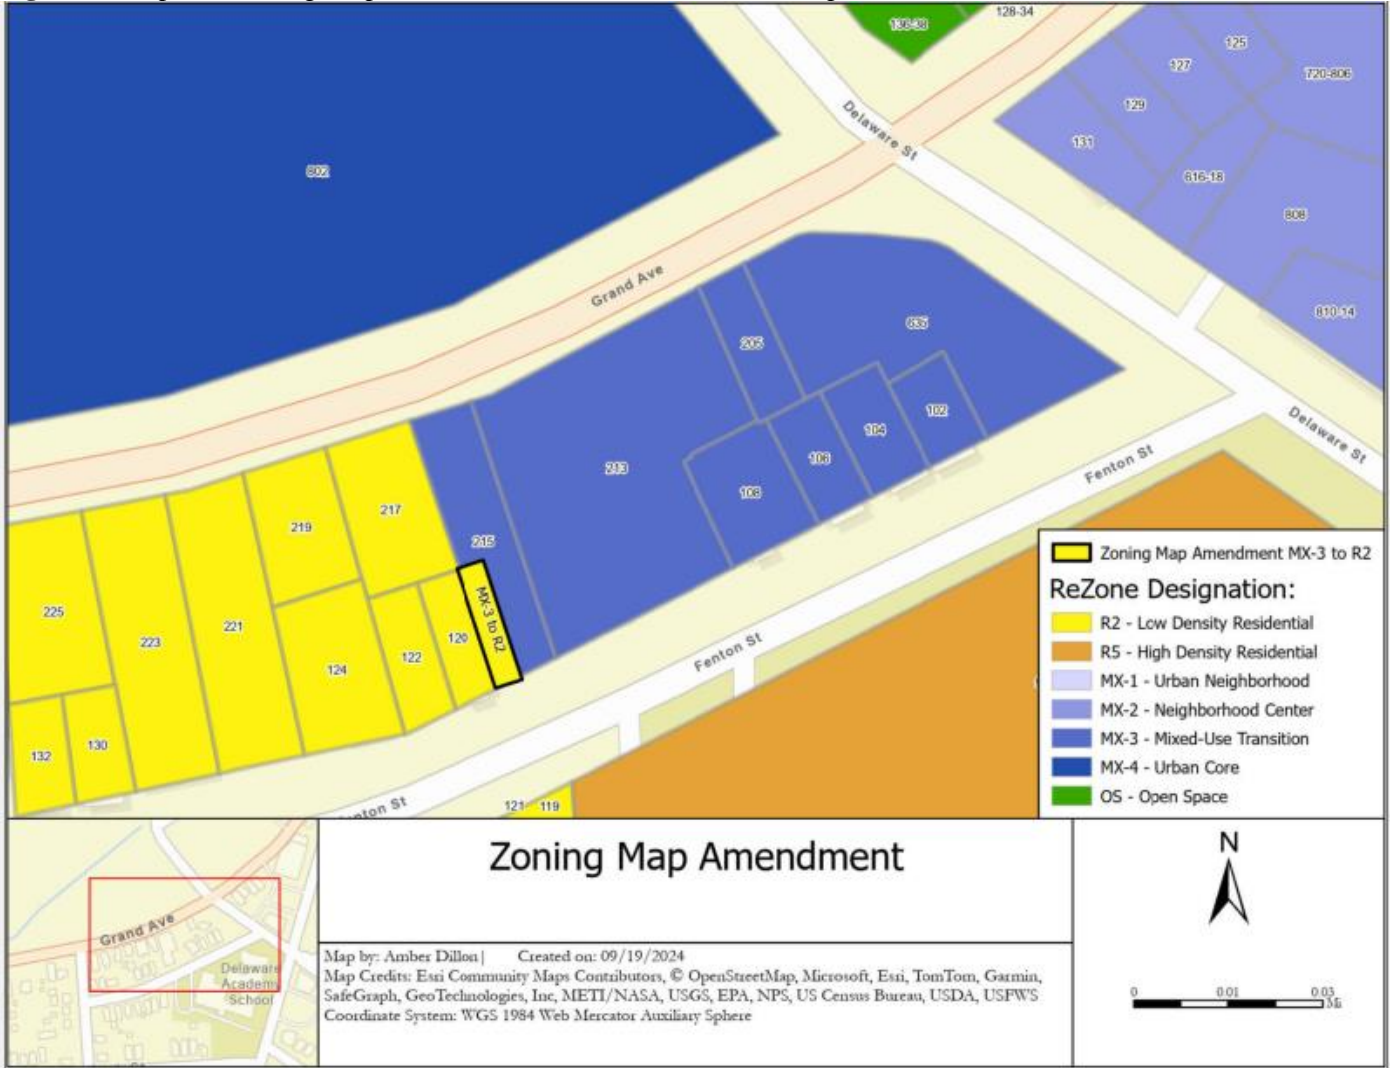 136-38
128-34
125
127
720-806
129
Delaware St
131
802
616-18
808
Grand Ave
810-14
635
205
102
104
Delaware St
106
Fenton St
213
108
217
219
215
Zoning Map Amendment MX-3 to R2
ReZone Designation:
R2 - Low Density Residential
R5 - High Density Residential
MX-1 - Urban Neighborhood
MX-2 - Neighborhood Center
MX-3 - Mixed-Use Transition
MX-4 - Urban Core
OS - Open Space
225
223
221
MX-3 to R2
120
122
124
Fenton St
132
130
Fenton St
121
119
Zoning Map Amendment
N
Grand Ave
Delaware
Academy
School
Map by: Amber Dillon| Created on: 09/19/2024
Map Credits: Esri Community Maps Contributors, © OpenStreetMap, Microsoft, Esri, TomTom, Garmin,
SafeGraph, GeoTechnologies, Inc, METI/NASA, USGS, EPA, NPS, US Census Bureau, USDA, USFWS
Coordinate System: WGS 1984 Web Mercator Auxiliary Sphere
0 0.01 0.03
Mi